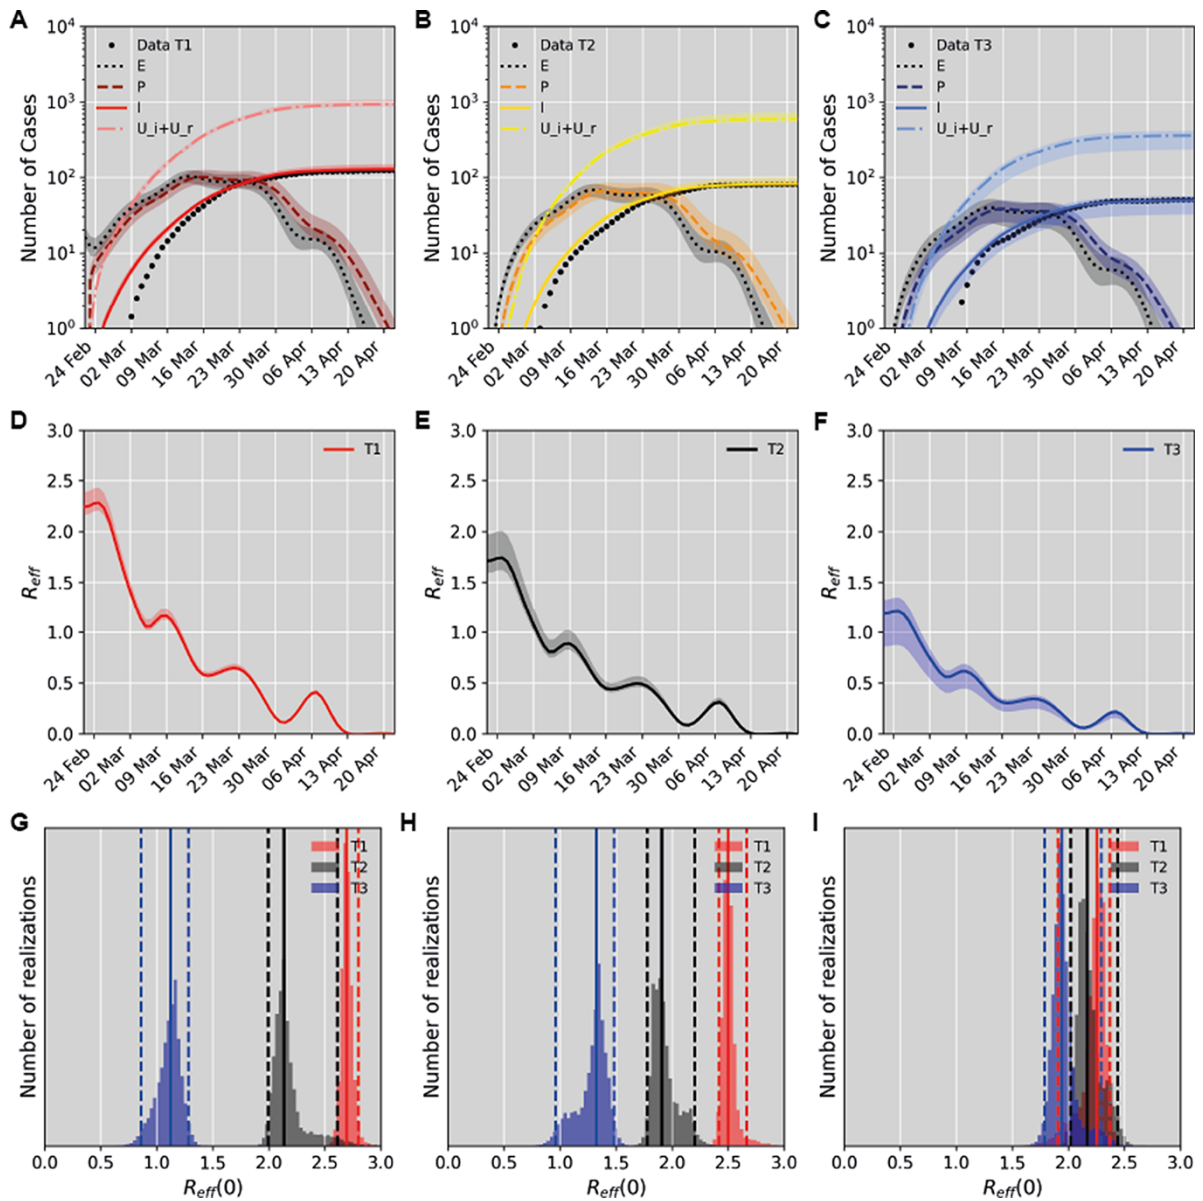 A
B
C
Number of Cases
10⁴
10³
10²
10¹
10⁰
Data T1
E
P
I
U_i+U_r
24 Feb
02 Mar
09 Mar
16 Mar
23 Mar
30 Mar
06 Apr
13 Apr
20 Apr
Number of Cases
10⁴
10³
10²
10¹
10⁰
Data T2
E
P
I
U_i+U_r
24 Feb
02 Mar
09 Mar
16 Mar
23 Mar
30 Mar
06 Apr
13 Apr
20 Apr
Number of Cases
10⁴
10³
10²
10¹
10⁰
Data T3
E
P
I
U_i+U_r
24 Feb
02 Mar
09 Mar
16 Mar
23 Mar
30 Mar
06 Apr
13 Apr
20 Apr
D
E
F
R_eff
3.0
2.5
2.0
1.5
1.0
0.5
0.0
T1
24 Feb
02 Mar
09 Mar
16 Mar
23 Mar
30 Mar
06 Apr
13 Apr
20 Apr
R_eff
3.0
2.5
2.0
1.5
1.0
0.5
0.0
T2
24 Feb
02 Mar
09 Mar
16 Mar
23 Mar
30 Mar
06 Apr
13 Apr
20 Apr
R_eff
3.0
2.5
2.0
1.5
1.0
0.5
0.0
T3
24 Feb
02 Mar
09 Mar
16 Mar
23 Mar
30 Mar
06 Apr
13 Apr
20 Apr
G
H
I
Number of realizations
T1
T2
T3
0.0 0.5 1.0 1.5 2.0 2.5 3.0
R_eff(0)
Number of realizations
T1
T2
T3
0.0 0.5 1.0 1.5 2.0 2.5 3.0
R_eff(0)
Number of realizations
T1
T2
T3
0.0 0.5 1.0 1.5 2.0 2.5 3.0
R_eff(0)